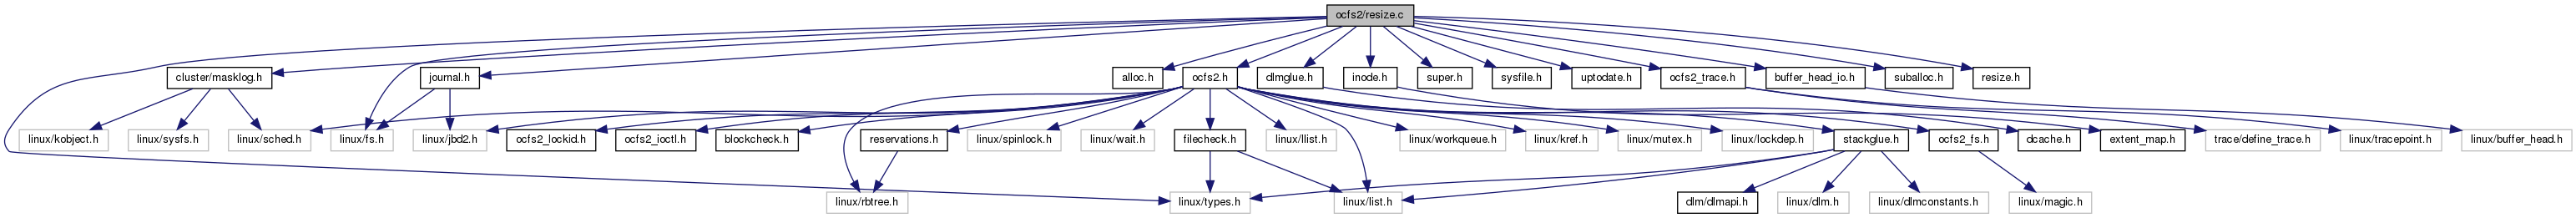 ocfs2/resize.c
cluster/masklog.h
journal.h
alloc.h
ocfs2.h
dlmglue.h
inode.h
super.h
sysfile.h
uptodate.h
ocfs2_trace.h
buffer_head_io.h
suballoc.h
resize.h
linux/kobject.h
linux/sysfs.h
linux/sched.h
linux/fs.h
linux/jbd2.h
ocfs2_lockid.h
ocfs2_ioctl.h
blockcheck.h
reservations.h
linux/spinlock.h
linux/wait.h
filecheck.h
linux/llist.h
linux/workqueue.h
linux/kref.h
linux/mutex.h
linux/lockdep.h
stackglue.h
ocfs2_fs.h
dcache.h
extent_map.h
trace/define_trace.h
linux/tracepoint.h
linux/buffer_head.h
linux/rbtree.h
linux/types.h
linux/list.h
dlm/dlmapi.h
linux/dlm.h
linux/dlmconstants.h
linux/magic.h